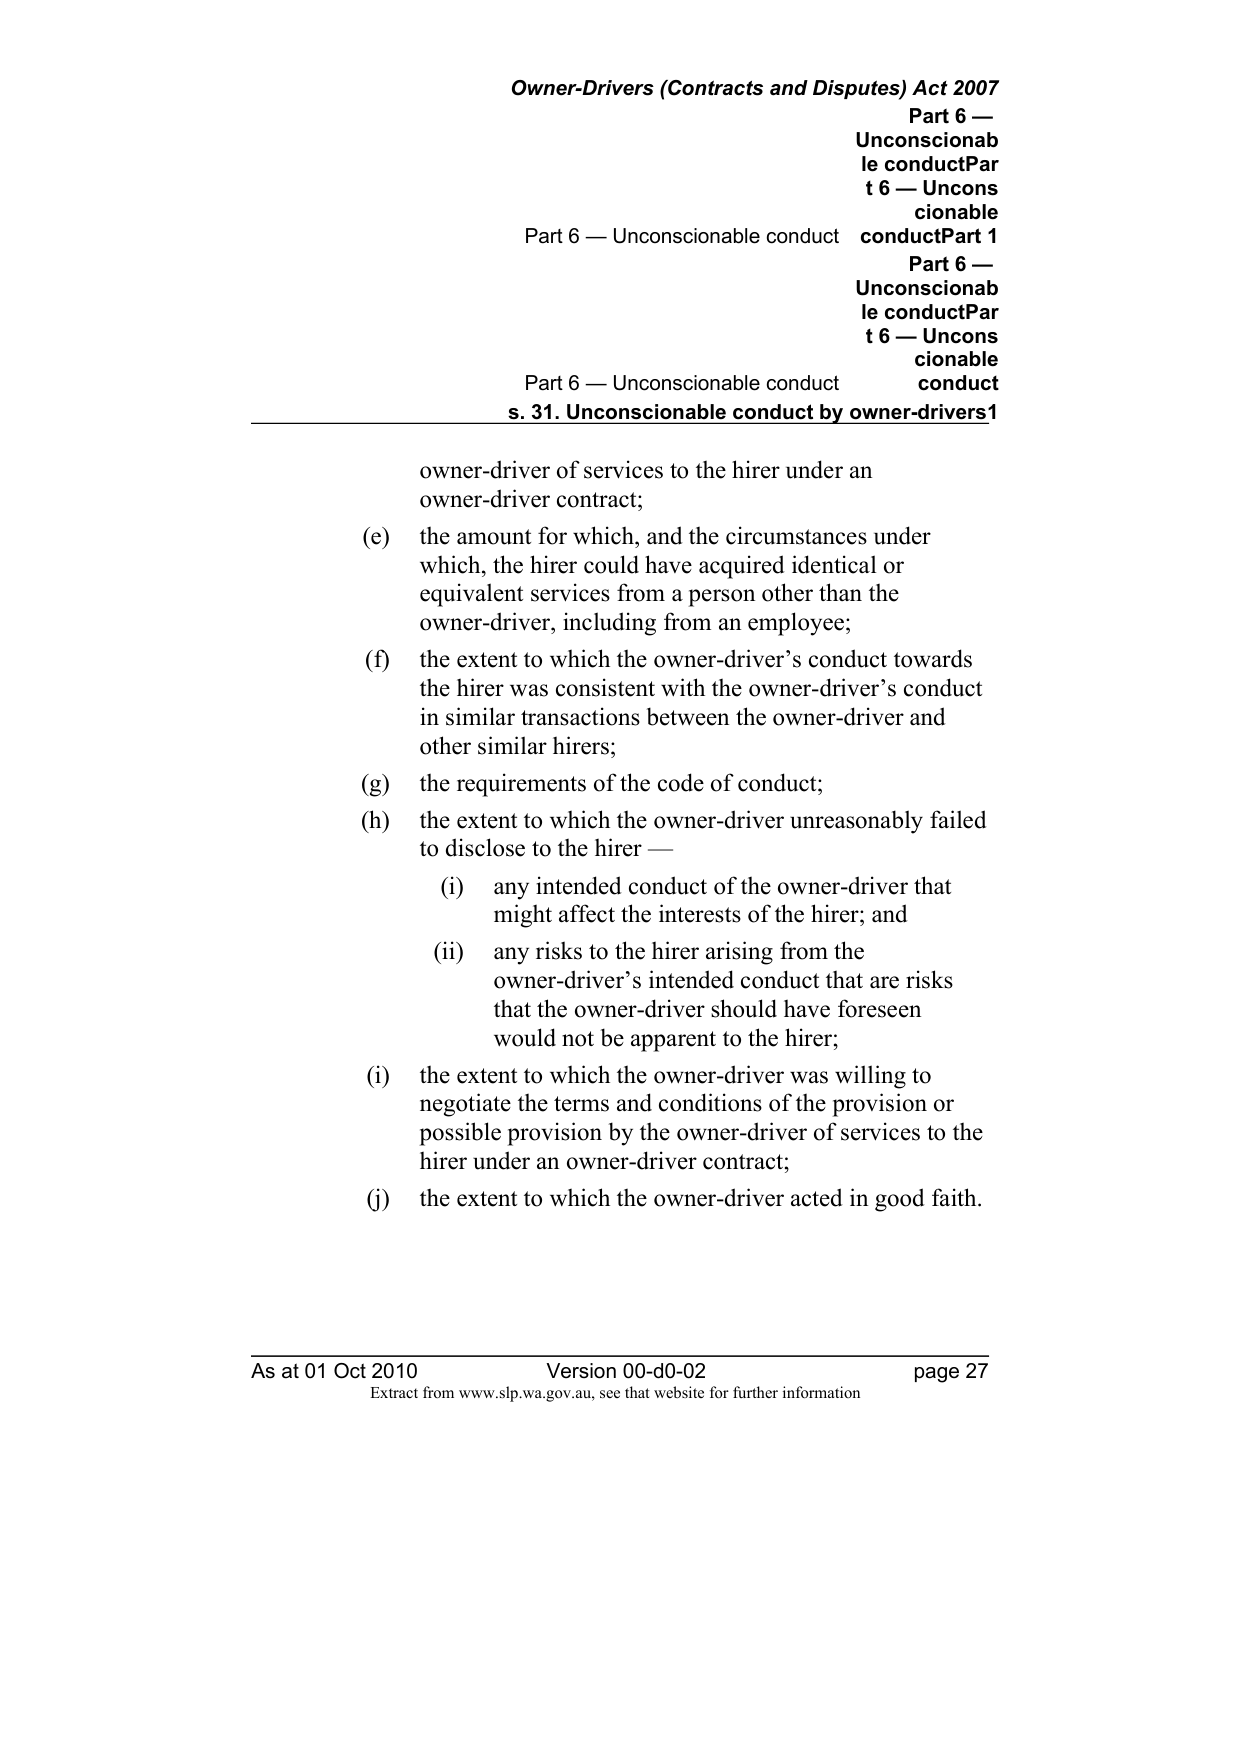 Owner-Drivers (Contracts and Disputes) Act 2007
Part 6 —
Unconscionab
le conductPar
t 6 — Uncons
cionable
Part 6 — Unconscionable conduct conductPart 1
Part 6 —
Unconscionab
le conductPar
t 6 — Uncons
cionable
Part 6 — Unconscionable conduct conduct
s. 31. Unconscionable conduct by owner-drivers1
owner-driver of services to the hirer under an
owner-driver contract;
(e) the amount for which, and the circumstances under
which, the hirer could have acquired identical or
equivalent services from a person other than the
owner-driver, including from an employee;
(f) the extent to which the owner-driver’s conduct towards
the hirer was consistent with the owner-driver’s conduct
in similar transactions between the owner-driver and
other similar hirers;
(g) the requirements of the code of conduct;
(h) the extent to which the owner-driver unreasonably failed
to disclose to the hirer —
(i) any intended conduct of the owner-driver that
might affect the interests of the hirer; and
(ii) any risks to the hirer arising from the
owner-driver’s intended conduct that are risks
that the owner-driver should have foreseen
would not be apparent to the hirer;
(i) the extent to which the owner-driver was willing to
negotiate the terms and conditions of the provision or
possible provision by the owner-driver of services to the
hirer under an owner-driver contract;
(j) the extent to which the owner-driver acted in good faith.
As at 01 Oct 2010 Version 00-d0-02 page 27
Extract from www.slp.wa.gov.au, see that website for further information